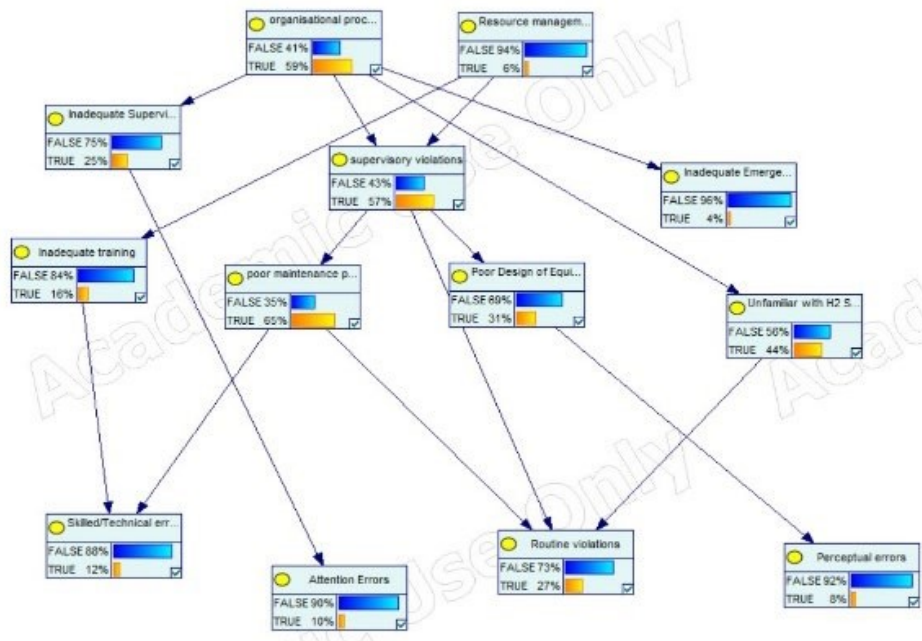 organisational proc...
FALSE 41%
TRUE 59%
Resource managem...
FALSE 94%
TRUE 6%
Inadequate Supervi...
FALSE 75%
TRUE 25%
supervisory violations
FALSE 43%
TRUE 57%
Inadequate Emerge...
FALSE 96%
TRUE 4%
Inadequate training
FALSE 84%
TRUE 16%
poor maintenance p...
FALSE 35%
TRUE 65%
Poor Design of Equi...
FALSE 69%
TRUE 31%
Unfamiliar with H2 S...
FALSE 56%
TRUE 44%
Skilled/Technical err...
FALSE 88%
TRUE 12%
Attention Errors
FALSE 90%
TRUE 10%
Routine violations
FALSE 73%
TRUE 27%
Perceptual errors
FALSE 92%
TRUE 8%
Academic Use Only
Acade
Use Only